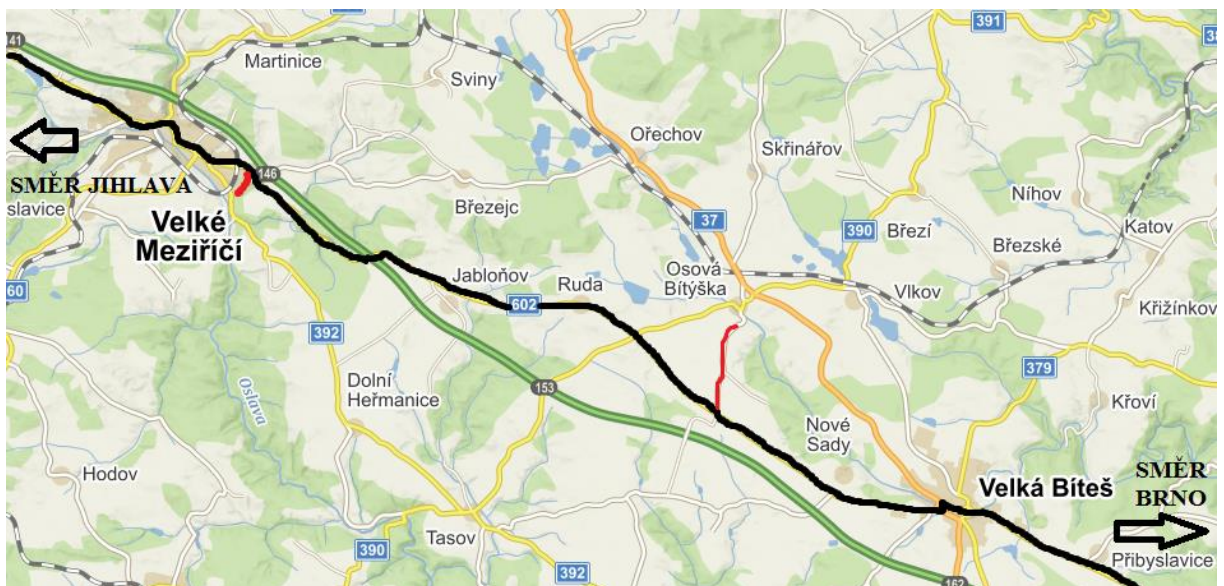 391
38
141
Martinice
Sviny
Ořechov
Skřinářov
SMĚR JIHLAVA
146
Níhov
slavice
Velké
Meziříčí
Březejc
37
390
Březí
Březské
Katov
Osová
Bítýška
60
Jabloňov
Ruda
602
Vlkov
Křižínkov
392
Oslava
Dolní
Heřmanice
153
379
Křoví
Nové
Sady
Hodov
Velká Bíteš
SMĚR
BRNO
Tasov
390
392
162
Přibyslavice